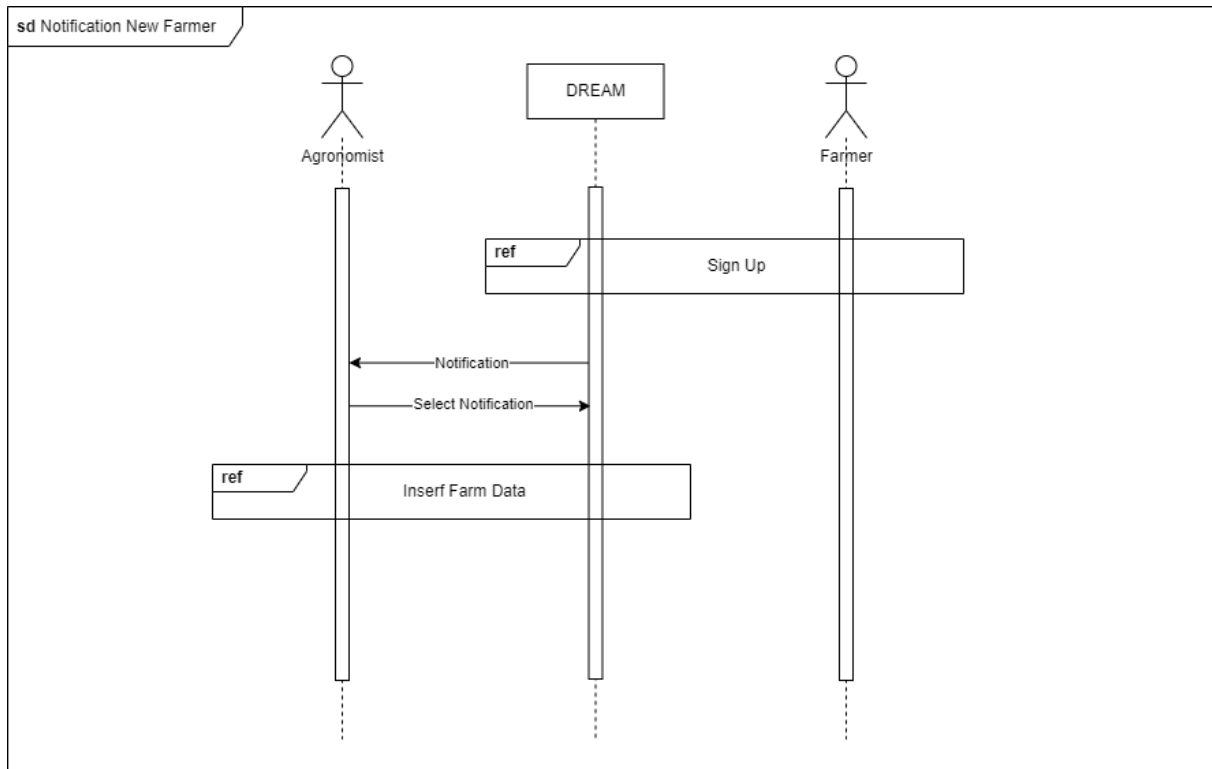 sd Notification New Farmer
DREAM
Agronomist
Farmer
ref
Sign Up
Notification
Select Notification
ref
Inserf Farm Data